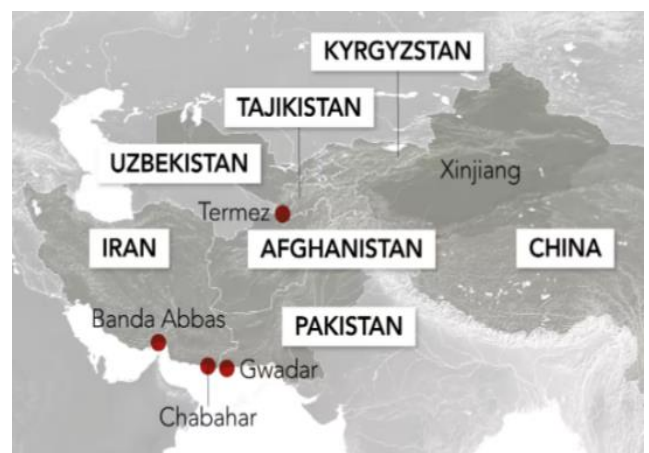 KYRGYZSTAN
TAJIKISTAN
UZBEKISTAN
Xinjiang
Termez
IRAN
AFGHANISTAN
CHINA
Banda Abbas
PAKISTAN
Gwadar
Chabahar